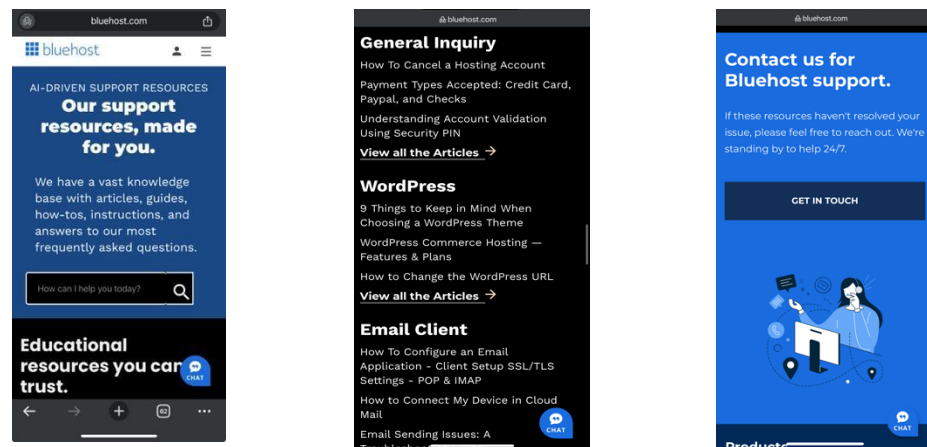 bluehost.com
bluehost
AI-DRIVEN SUPPORT RESOURCES
Our support
resources, made
for you.
We have a vast knowledge
base with articles, guides,
how-tos, instructions, and
answers to our most
frequently asked questions.
How can I help you today?
Educational
resources you can
trust.
CHAT
62
bluehost.com
General Inquiry
How To Cancel a Hosting Account
Payment Types Accepted: Credit Card,
Paypal, and Checks
Understanding Account Validation
Using Security PIN
View all the Articles →
WordPress
9 Things to Keep in Mind When
Choosing a WordPress Theme
WordPress Commerce Hosting —
Features & Plans
How to Change the WordPress URL
View all the Articles →
Email Client
How To Configure an Email
Application - Client Setup SSL/TLS
Settings - POP & IMAP
How to Connect My Device in Cloud
Mail
Email Sending Issues: A
CHAT
bluehost.com
Contact us for
Bluehost support.
If these resources haven't resolved your
issue, please feel free to reach out. We're
standing by to help 24/7.
GET IN TOUCH
CHAT
Products